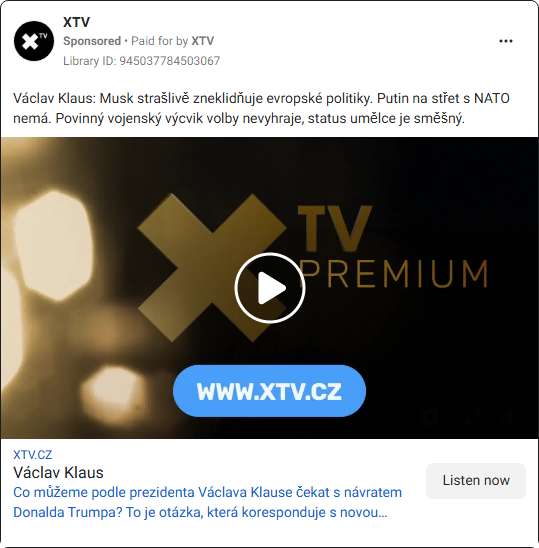 XTV
Sponsored • Paid for by XTV
Library ID: 945037784503067
Václav Klaus: Musk strašlivě zneklidňuje evropské politiky. Putin na střet s NATO
nemá. Povinný vojenský výcvik volby nevyhraje, status umělce je směšný.
TV
PREMIUM
WWW.XTV.CZ
XTV.CZ
Václav Klaus
Co můžeme podle prezidenta Václava Klause čekat s návratem
Donalda Trumpa? To je otázka, která koresponduje s novou...
Listen now